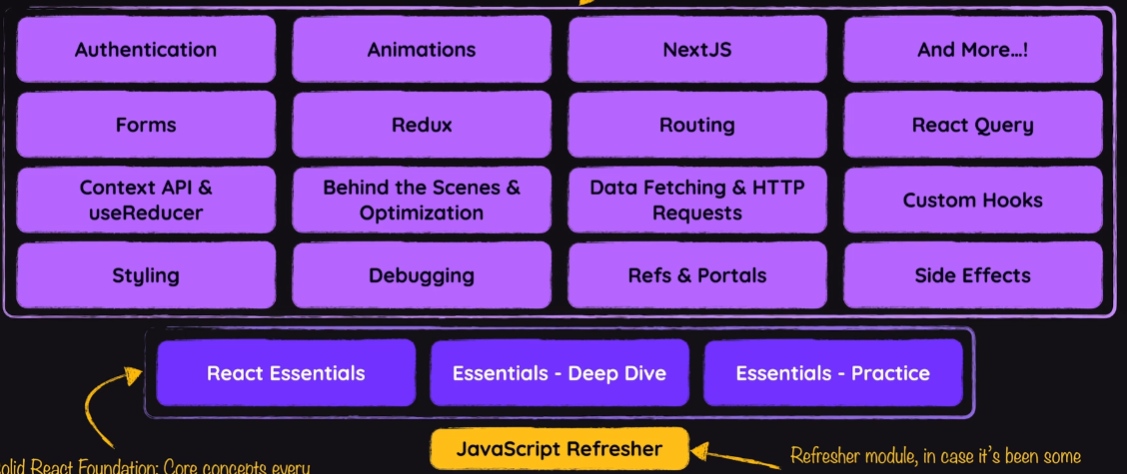 Authentication
Animations
NextJS
And More...!
Forms
Redux
Routing
React Query
Context API &
useReducer
Behind the Scenes &
Optimization
Data Fetching & HTTP
Requests
Custom Hooks
Styling
Debugging
Refs & Portals
Side Effects
React Essentials
Essentials - Deep Dive
Essentials - Practice
JavaScript Refresher
Refresher module, in case it's been some
olid React Foundation: Core concepts every